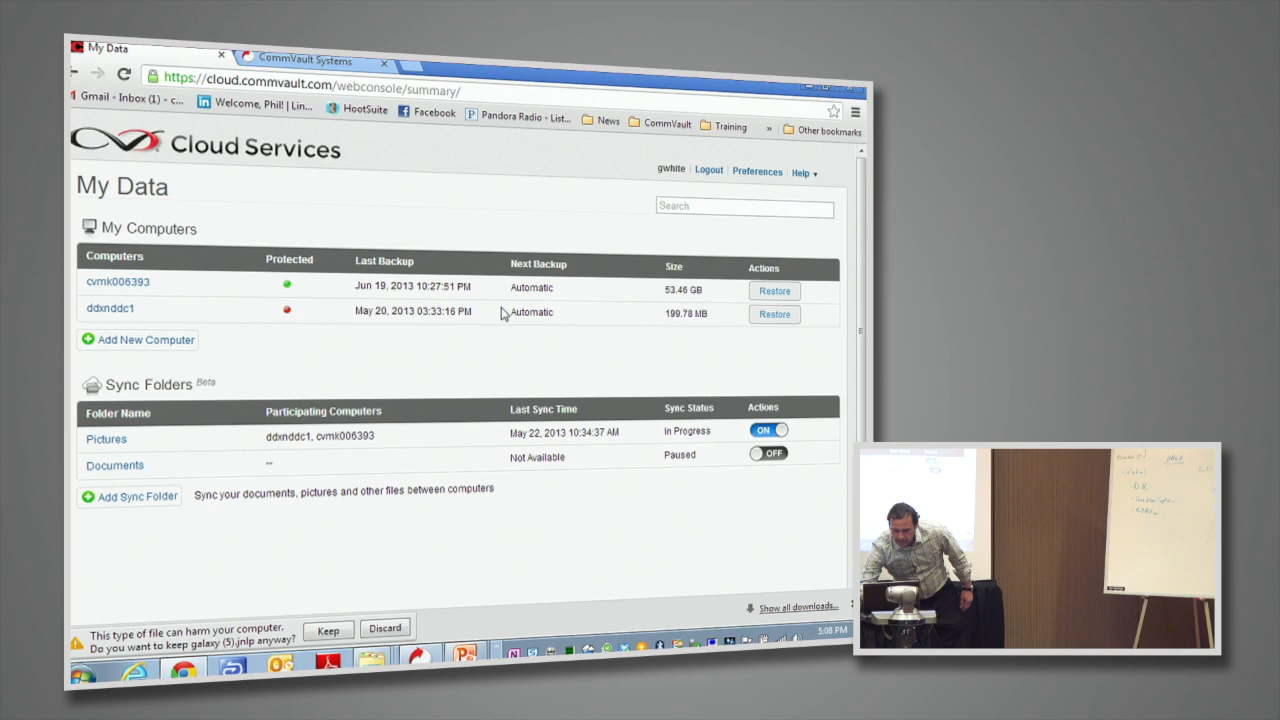 My Data
CommVault Systems
https://cloud.commvault.com/webconsole/summary/
Gmail - Inbox (1) - c...
Welcome, Phil! | Lin...
HootSuite
Facebook
Pandora Radio - List...
News
CommVault
Training
»
Other bookmarks
Cloud Services
gwhite | Logout | Preferences | Help
My Data
Search
My Computers
Computers Protected Last Backup Next Backup Size Actions
cvmk006393 Jun 19, 2013 10:27:51 PM Automatic 53.46 GB Restore
ddxnddc1 May 20, 2013 03:33:16 PM Automatic 199.78 MB Restore
Add New Computer
Sync Folders Beta
Folder Name Participating Computers Last Sync Time Sync Status Actions
Pictures ddxnddc1, cvmk006393 May 22, 2013 10:34:37 AM In Progress ON
Documents -- Not Available Paused OFF
Add Sync Folder Sync your documents, pictures and other files between computers
Show all downloads...
This type of file can harm your computer.
Do you want to keep galaxy (5).jnlp anyway?
Keep
Discard
5:08 PM